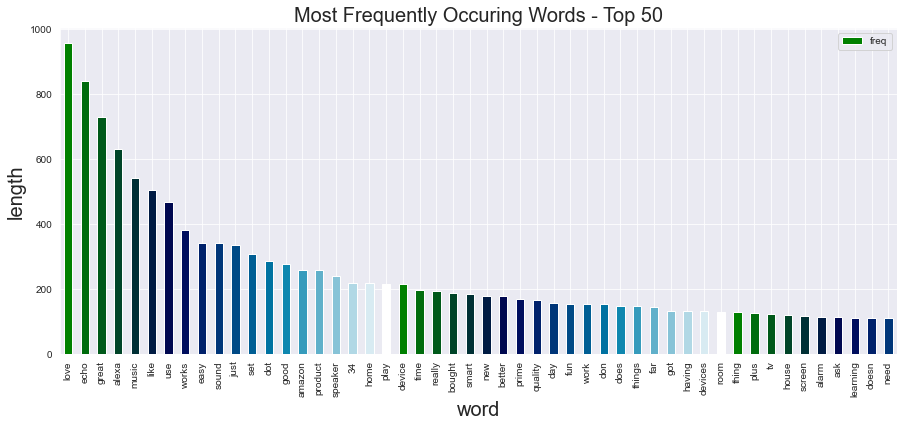 Most Frequently Occuring Words - Top 50
freq
length
1000
800
600
400
200
0
love echo great alexa music like use works easy sound just set dot good amazon product speaker 34 home play device time really bought smart new better prime quality day fun work don does things far got having devices room thing plus tv house screen alarm ask learning doesn need
word